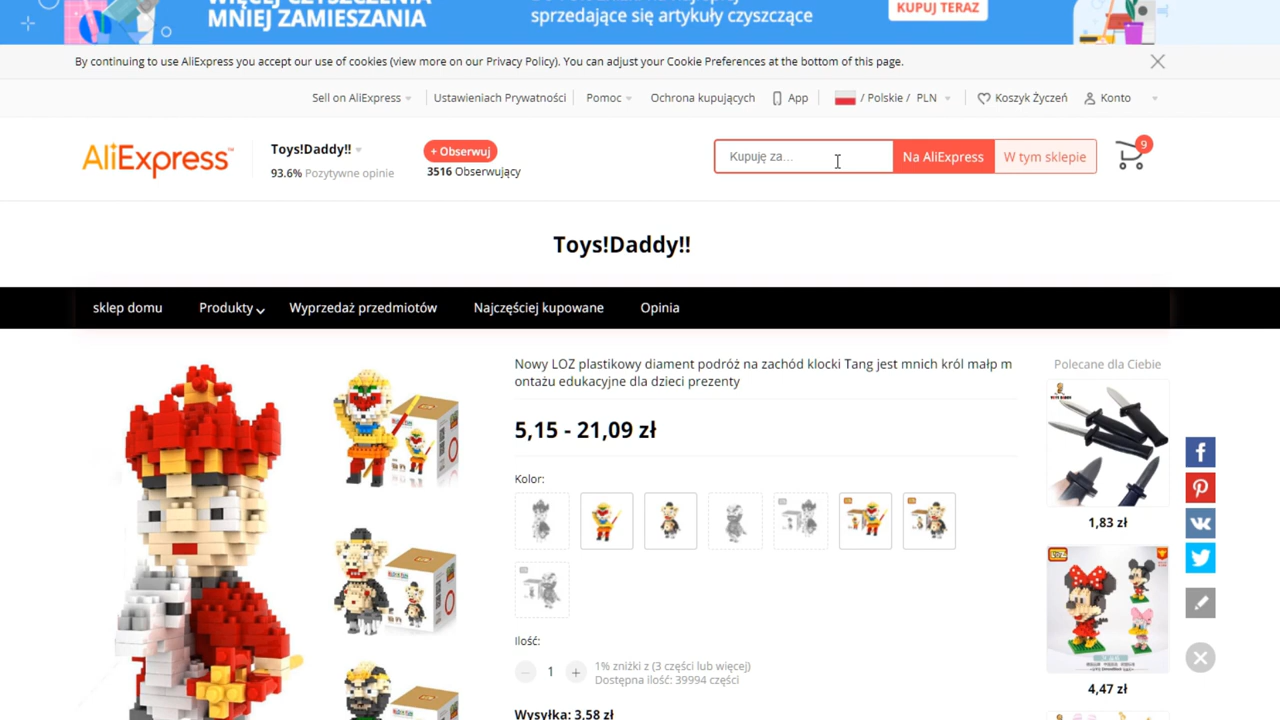 MNIEJ ZAMIESZANIA
sprzedające się artykuły czyszczące
KUPUJ TERAZ
By continuing to use AliExpress you accept our use of cookies (view more on our Privacy Policy). You can adjust your Cookie Preferences at the bottom of this page.
Sell on AliExpress
Ustawieniach Prywatności
Pomoc
Ochrona kupujących
App
/ Polskie / PLN
Koszyk Życzeń
Konto
AliExpress™
Toys!Daddy!!
+ Obserwuj
93.6% Pozytywne opinie
3516 Obserwujący
Kupuję za...
Na AliExpress
W tym sklepie
9
Toys!Daddy!!
sklep domu
Produkty
Wyprzedaż przedmiotów
Najczęściej kupowane
Opinia
Nowy LOZ plastikowy diament podróż na zachód klocki Tang jest mnich król małp m
ontażu edukacyjne dla dzieci prezenty
5,15 - 21,09 zł
Kolor:
Ilość:
1
1% zniżki z (3 części lub więcej)
Dostępna ilość: 39994 części
Wysyłka: 3,58 zł
Polecane dla Ciebie
1,83 zł
LOZ
4,47 zł